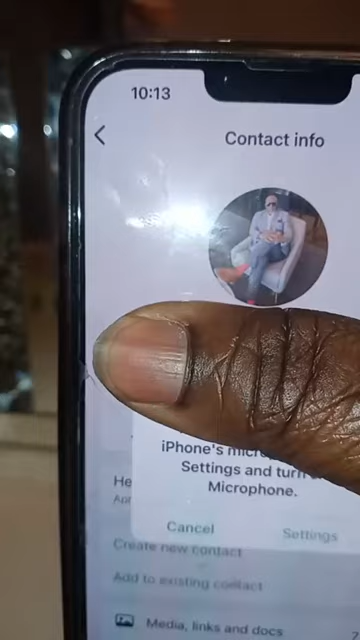 10:13
Contact info
iPhone's
Settings and turn
Microphone.
He
Cancel
Settings
Create new contact
Add to existing contact
Media, links and docs